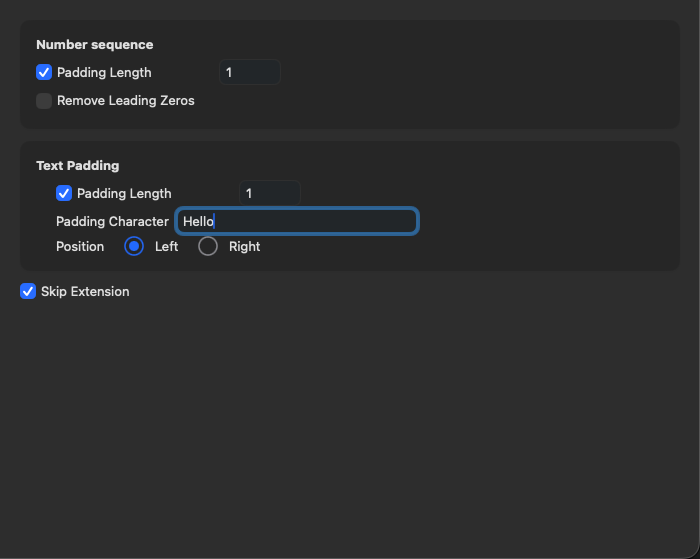 Number sequence
Padding Length 1
Remove Leading Zeros
Text Padding
Padding Length 1
Padding Character Hello
Position Left Right
Skip Extension